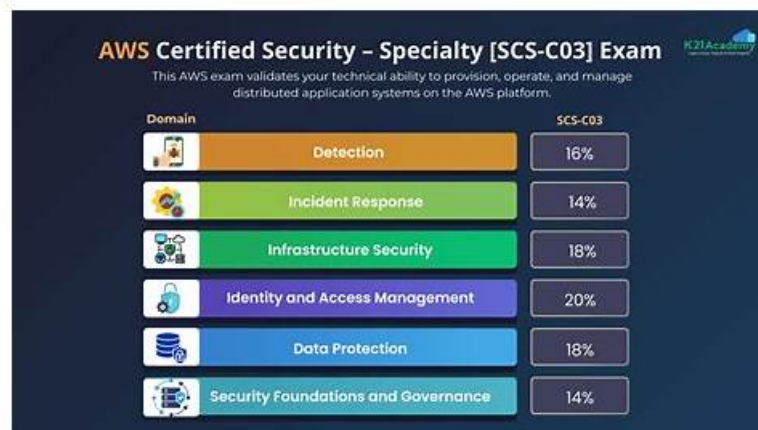 AWS Certified Security – Specialty [SCS-C03] Exam
K21Academy
This AWS exam validates your technical ability to provision, operate, and manage
distributed application systems on the AWS platform.
Domain
SCS-C03
Detection
16%
Incident Response
14%
Infrastructure Security
18%
Identity and Access Management
20%
Data Protection
18%
Security Foundations and Governance
14%